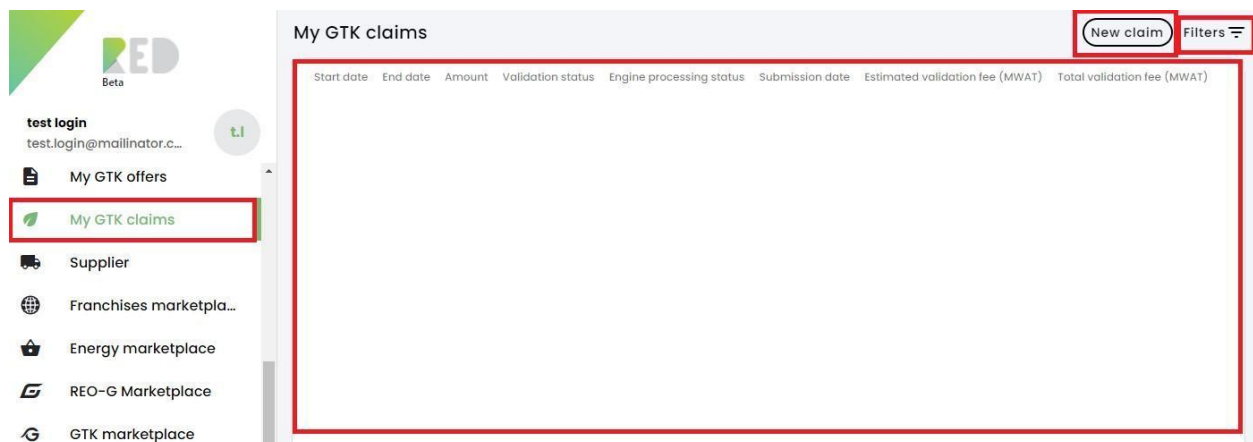 RED
Beta
test login
test.login@mailinator.c...
t.l
My GTK offers
My GTK claims
Supplier
Franchises marketpla...
Energy marketplace
REO-G Marketplace
GTK marketplace
My GTK claims
New claim
Filters
Start date End date Amount Validation status Engine processing status Submission date Estimated validation fee (MWAT) Total validation fee (MWAT)